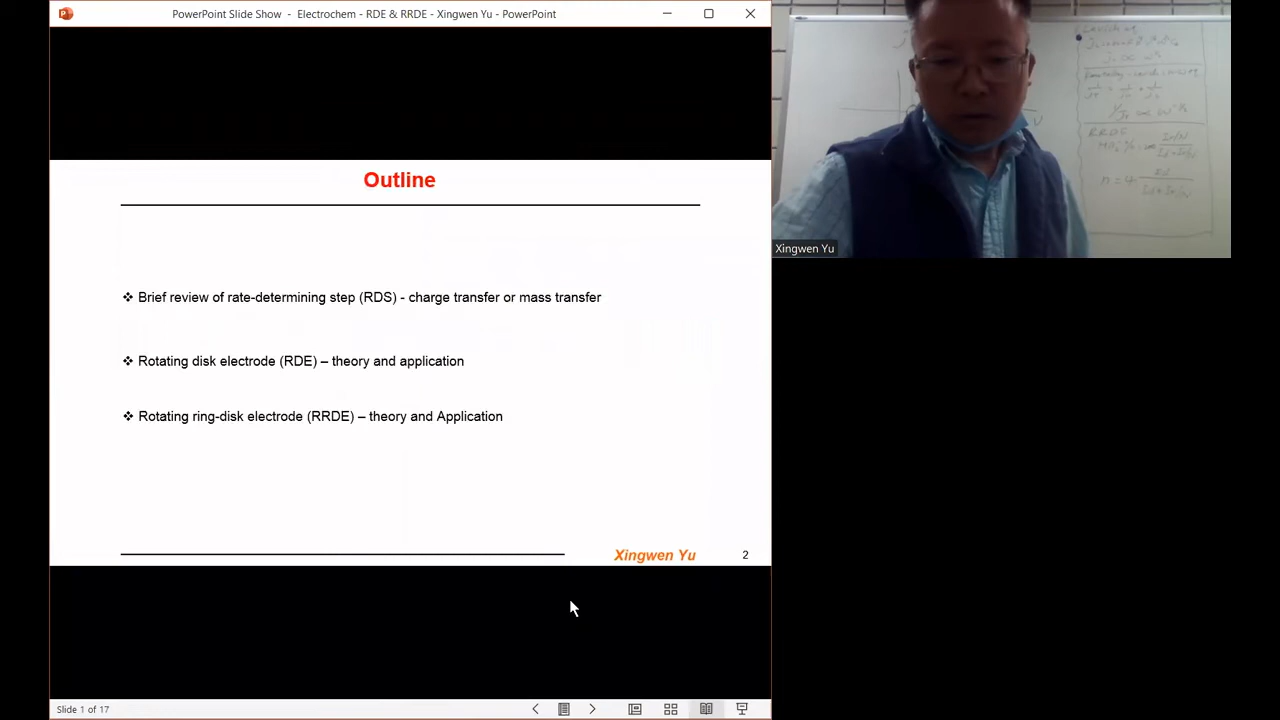 PowerPoint Slide Show - Electrochem - RDE & RRDE - Xingwen Yu - PowerPoint
Outline
❖ Brief review of rate-determining step (RDS) - charge transfer or mass transfer
❖ Rotating disk electrode (RDE) – theory and application
❖ Rotating ring-disk electrode (RRDE) – theory and Application
Xingwen Yu
2
Slide 1 of 17
Xingwen Yu
RRDE